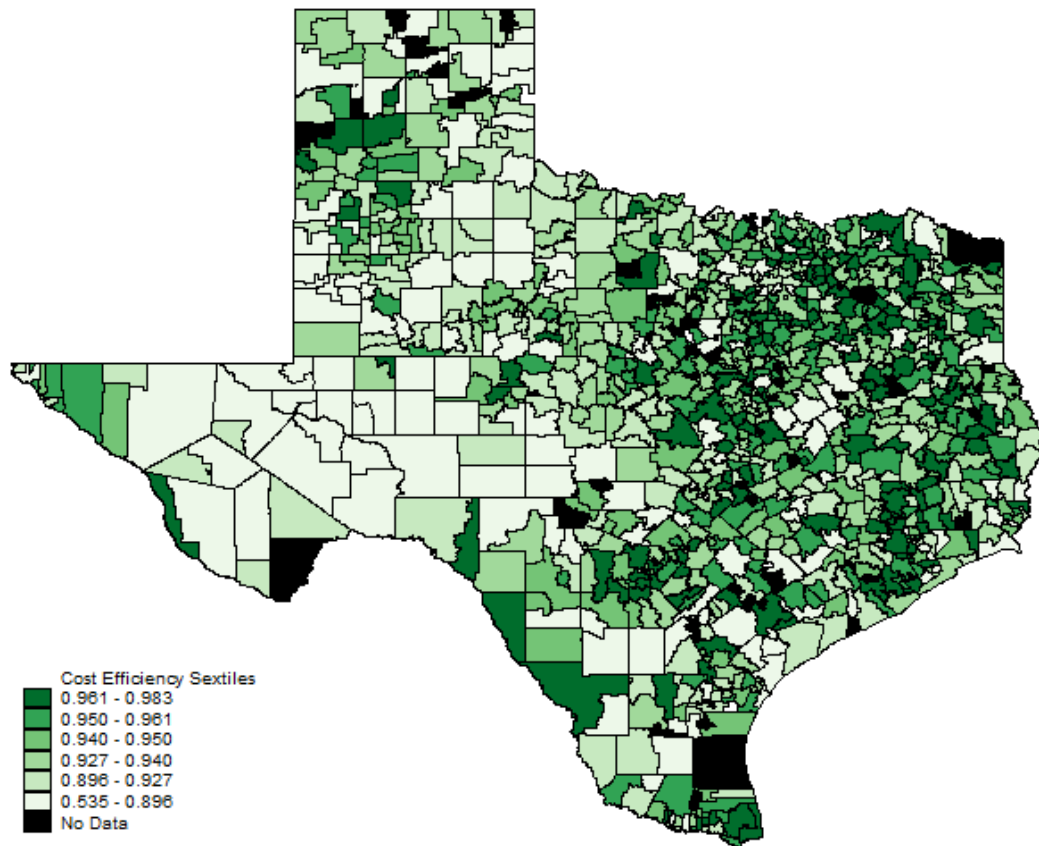 Cost Efficiency Sextiles
0.961 - 0.983
0.950 - 0.961
0.940 - 0.950
0.927 - 0.940
0.896 - 0.927
0.535 - 0.896
No Data